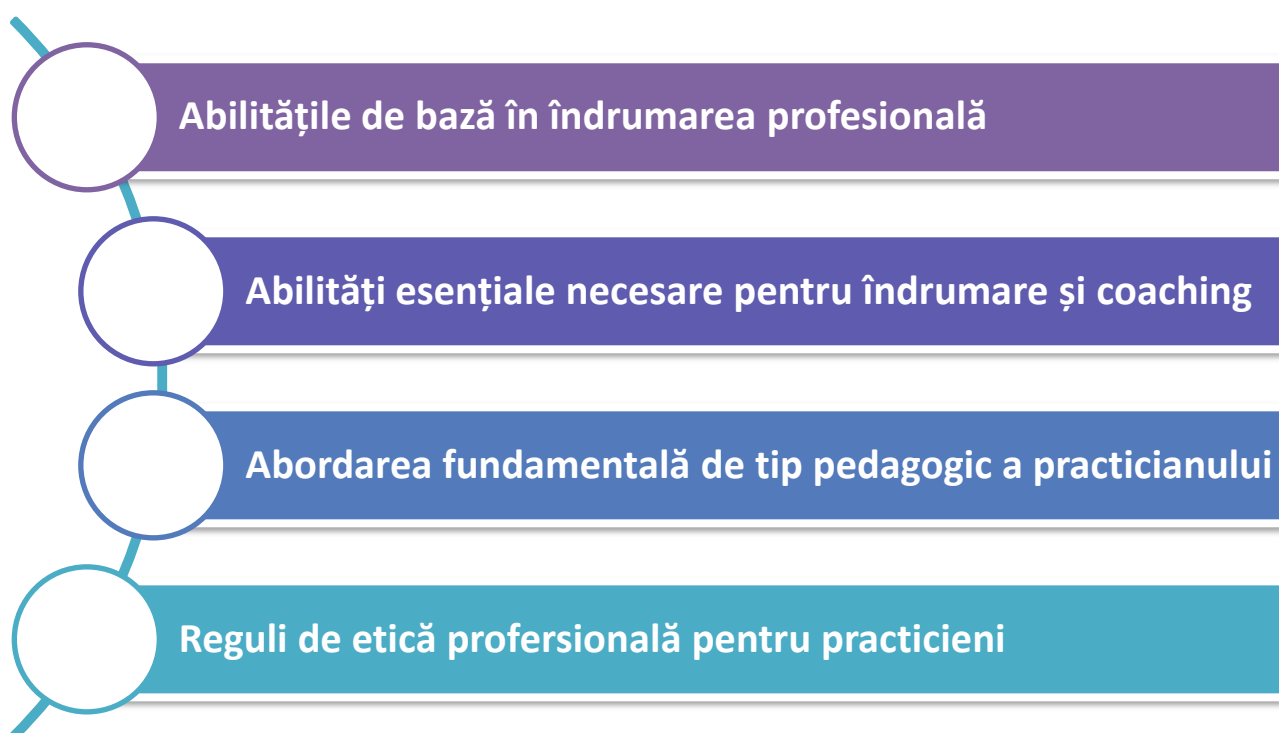 Abilitățile de bază în îndrumarea profesională
Abilități esențiale necesare pentru îndrumare și coaching
Abordarea fundamentală de tip pedagogic a practicianului
Reguli de etică profersională pentru practicieni